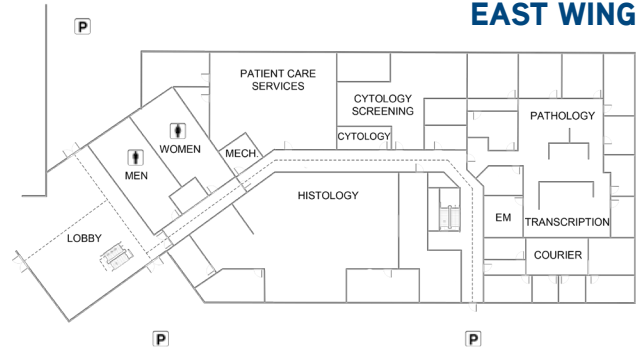 EAST WING
P
PATIENT CARE
SERVICES
CYTOLOGY
SCREENING
PATHOLOGY
CYTOLOGY
WOMEN
MECH.
MEN
HISTOLOGY
EM
TRANSCRIPTION
LOBBY
COURIER
P
P